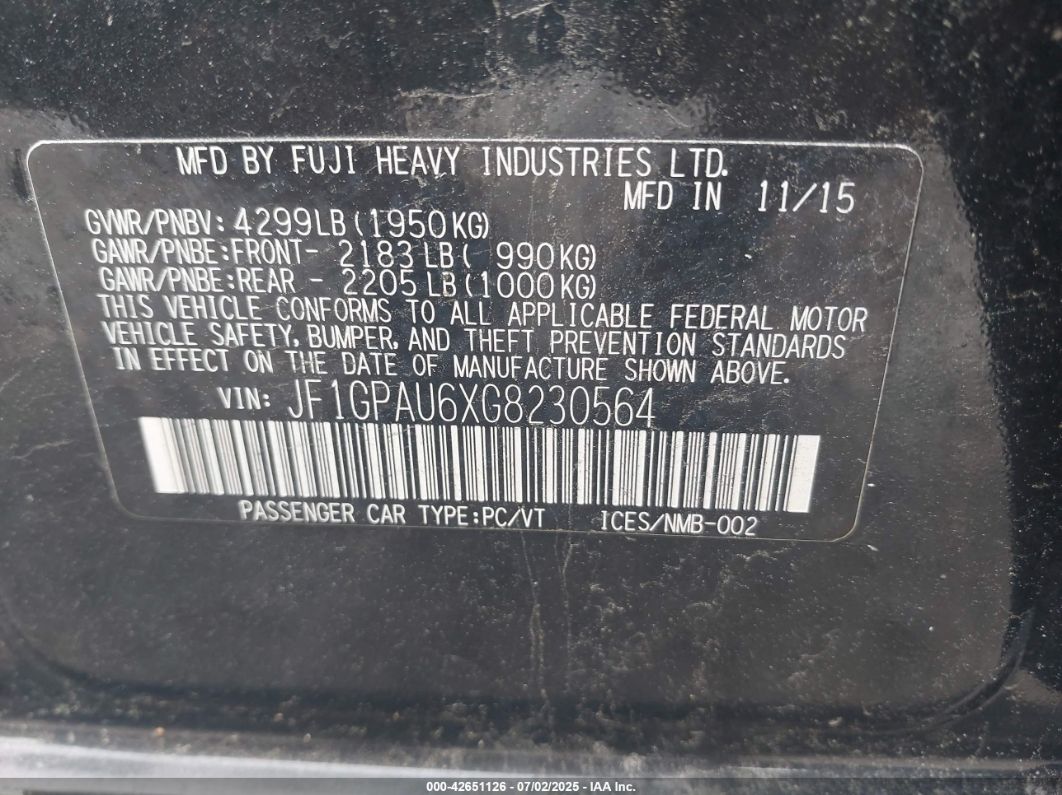 MFD BY FUJI HEAVY INDUSTRIES LTD.
MFD IN 11/15
GVWR/PNBV: 4299LB (1950KG)
GAWR/PNBE: FRONT- 2183 LB ( 990KG)
GAWR/PNBE: REAR - 2205 LB (1000KG)
THIS VEHICLE CONFORMS TO ALL APPLICABLE FEDERAL MOTOR
VEHICLE SAFETY, BUMPER, AND THEFT PREVENTION STANDARDS
IN EFFECT ON THE DATE OF MANUFACTURE SHOWN ABOVE.
VIN: JF1GPAU6XG8230564
PASSENGER CAR TYPE:PC/VT ICES/NMB-002
000-42651126 - 07/02/2025 - IAA Inc.